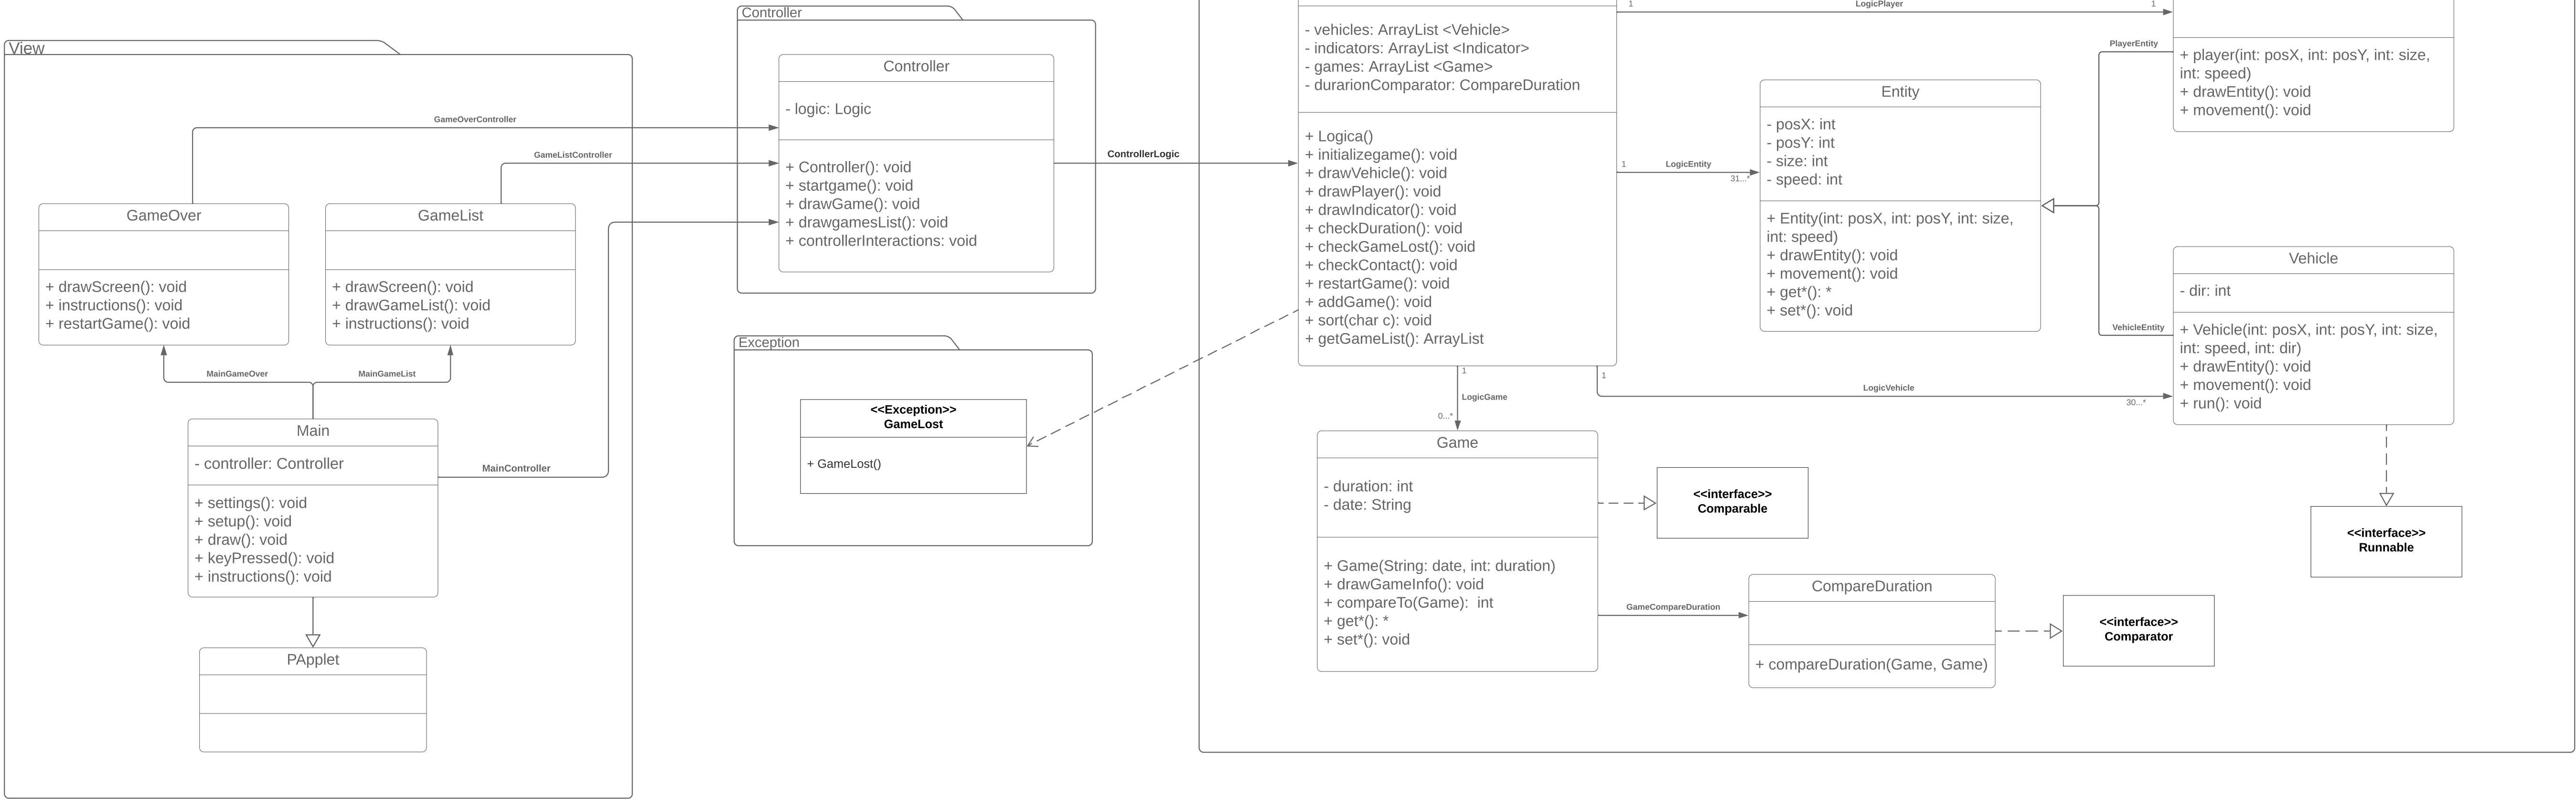 View
GameOverController
GameListController
GameOver
+ drawScreen(): void
+ instructions(): void
+ restartGame(): void
GameList
+ drawScreen(): void
+ drawGameList(): void
+ instructions(): void
MainGameOver
MainGameList
Main
- controller: Controller
+ settings(): void
+ setup(): void
+ draw(): void
+ keyPressed(): void
+ instructions(): void
MainController
PApplet
Controller
Controller
- logic: Logic
+ Controller(): void
+ startgame(): void
+ drawGame(): void
+ drawgamesList(): void
+ controllerInteractions: void
ControllerLogic
Exception
<<Exception>>
GameLost
+ GameLost()
- vehicles: ArrayList <Vehicle>
- indicators: ArrayList <Indicator>
- games: ArrayList <Game>
- durarionComparator: CompareDuration
+ Logica()
+ initializegame(): void
+ drawVehicle(): void
+ drawPlayer(): void
+ drawIndicator(): void
+ checkDuration(): void
+ checkGameLost(): void
+ checkContact(): void
+ restartGame(): void
+ addGame(): void
+ sort(char c): void
+ getGameList(): ArrayList
1
LogicPlayer
1
1
LogicEntity
31...*
Entity
- posX: int
- posY: int
- size: int
- speed: int
+ Entity(int: posX, int: posY, int: size,
int: speed)
+ drawEntity(): void
+ movement(): void
+ get*(): *
+ set*(): void
PlayerEntity
+ player(int: posX, int: posY, int: size,
int: speed)
+ drawEntity(): void
+ movement(): void
VehicleEntity
Vehicle
- dir: int
+ Vehicle(int: posX, int: posY, int: size,
int: speed, int: dir)
+ drawEntity(): void
+ movement(): void
+ run(): void
1
LogicGame
0...*
1
LogicVehicle
30...*
Game
- duration: int
- date: String
+ Game(String: date, int: duration)
+ drawGameInfo(): void
+ compareTo(Game):  int
+ get*(): *
+ set*(): void
<<interface>>
Comparable
GameCompareDuration
CompareDuration
+ compareDuration(Game, Game)
<<interface>>
Comparator
<<interface>>
Runnable